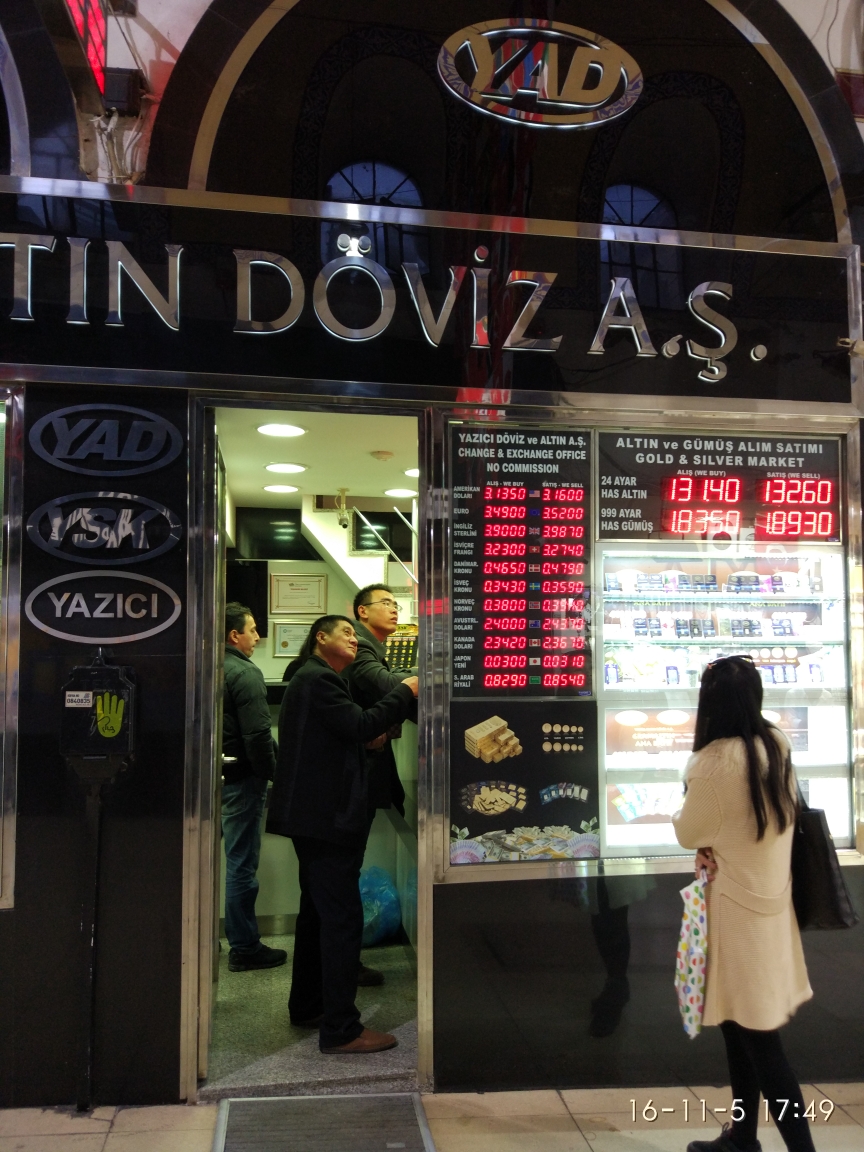 YAD
TIN DÖVİZ A.Ş.
YAD
YSK
YAZICI
YAZICI DÖVİZ ve ALTIN A.Ş.
CHANGE & EXCHANGE OFFICE
NO COMMISSION
ALIŞ - WE BUY SATIŞ - WE SELL
AMERİKAN DOLARI 3.1350 3.1600
EURO 3.4900 3.5200
İNGİLİZ STERLİNİ 3.9000 3.9870
İSVİÇRE FRANGI 3.2300 3.2740
DANİMAR. KRONU 0.4650 0.4790
İSVEÇ KRONU 0.3430 0.3590
NORVEÇ KRONU 0.3800
AVUSTRL. DOLARI 2.4000 2.4370
KANADA DOLARI 2.3420 2.3670
JAPON YENİ 0.0300 0.0310
S. ARAB RİYALİ 0.8290 0.8540
ALTIN ve GÜMÜŞ ALIM SATIMI
GOLD & SILVER MARKET
ALIŞ (WE BUY) SATIŞ (WE SELL)
24 AYAR HAS ALTIN 131.40 132.60
999 AYAR HAS GÜMÜŞ 1.8350 1.8930
0840835
16-11-5 17:49